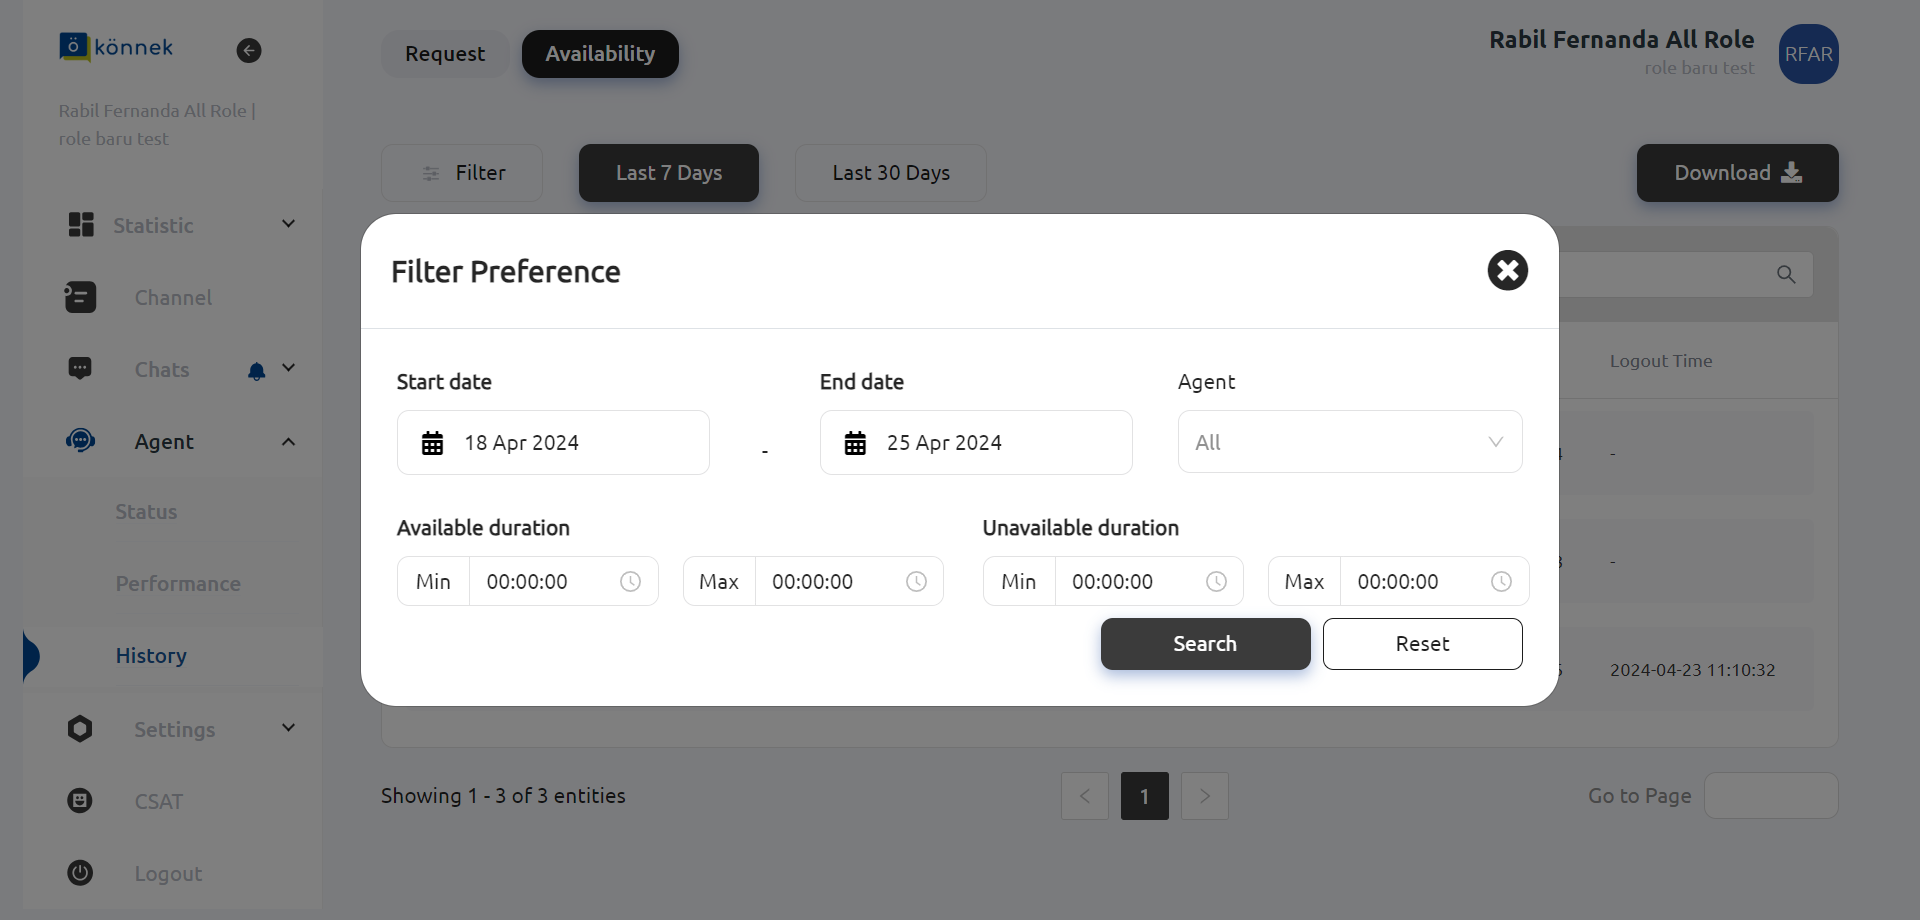 könnek
Rabil Fernanda All Role |
role baru test
Statistic
Channel
Chats
Agent
Status
Performance
History
Settings
CSAT
Logout
Request
Availability
Rabil Fernanda All Role
role baru test
RFAR
Filter
Last 7 Days
Last 30 Days
Download
Filter Preference
Start date
End date
Agent
18 Apr 2024
-
25 Apr 2024
All
Available duration
Unavailable duration
Min 00:00:00
Max 00:00:00
Min 00:00:00
Max 00:00:00
Search
Reset
Logout Time
-
-
2024-04-23 11:10:32
Showing 1 - 3 of 3 entities
<
1
>
Go to Page